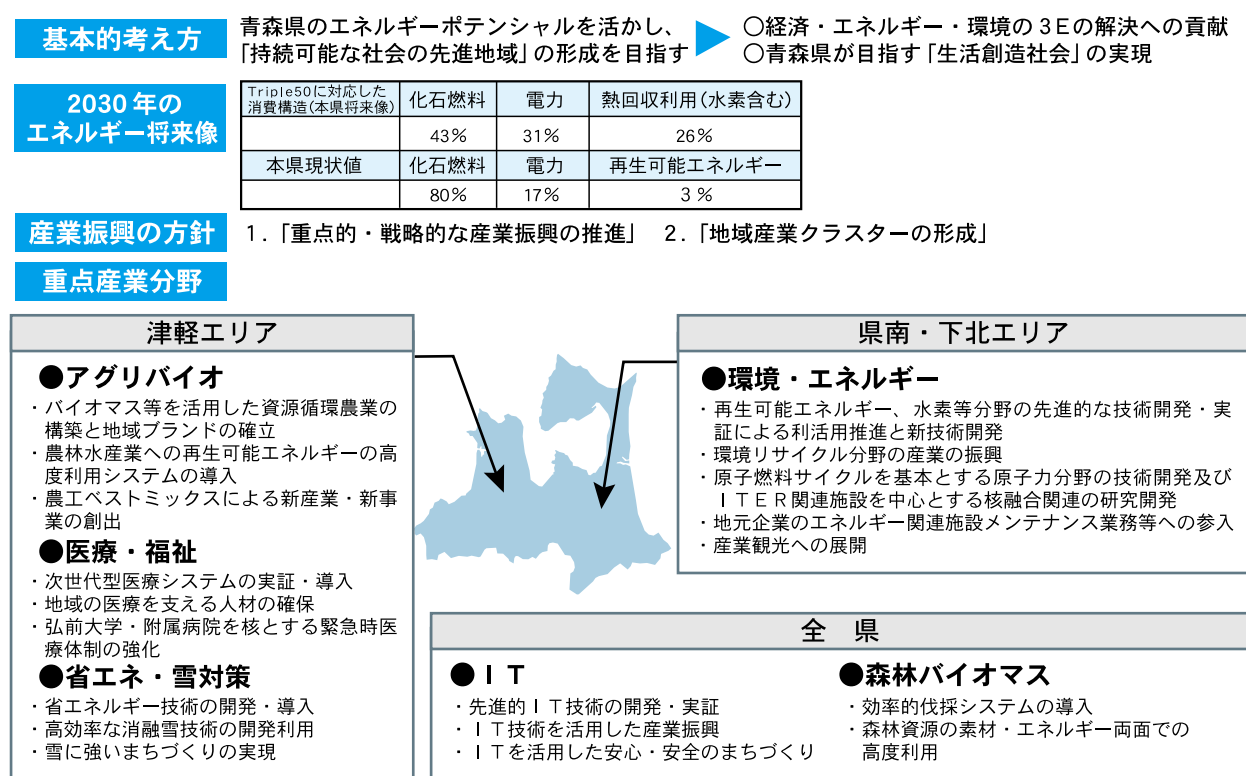 基本的考え方
青森県のエネルギーポテンシャルを活かし、
「持続可能な社会の先進地域」の形成を目指す
○経済・エネルギー・環境の3Eの解決への貢献
○青森県が目指す「生活創造社会」の実現
2030年の
エネルギー将来像
Triple50に対応した
消費構造(本県将来像)
化石燃料 電力 熱回収利用(水素含む)
43% 31% 26%
本県現状値 化石燃料 電力 再生可能エネルギー
80% 17% 3%
産業振興の方針
1.「重点的・戦略的な産業振興の推進」 2.「地域産業クラスターの形成」
重点産業分野
津軽エリア
●アグリバイオ
・バイオマス等を活用した資源循環農業の
構築と地域ブランドの確立
・農林水産業への再生可能エネルギーの高
度利用システムの導入
・農工ベストミックスによる新産業・新事
業の創出
●医療・福祉
・次世代型医療システムの実証・導入
・地域の医療を支える人材の確保
・弘前大学・附属病院を核とする緊急時医
療体制の強化
●省エネ・雪対策
・省エネルギー技術の開発・導入
・高効率な消融雪技術の開発利用
・雪に強いまちづくりの実現
県南・下北エリア
●環境・エネルギー
・再生可能エネルギー、水素等分野の先進的な技術開発・実
証による利活用推進と新技術開発
・環境リサイクル分野の産業の振興
・原子燃料サイクルを基本とする原子力分野の技術開発及び
ITER関連施設を中心とする核融合関連の研究開発
・地元企業のエネルギー関連施設メンテナンス業務等への参入
・産業観光への展開
全 県
●IT
・先進的IT技術の開発・実証
・IT技術を活用した産業振興
・ITを活用した安心・安全のまちづくり
●森林バイオマス
・効率的伐採システムの導入
・森林資源の素材・エネルギー両面での
高度利用